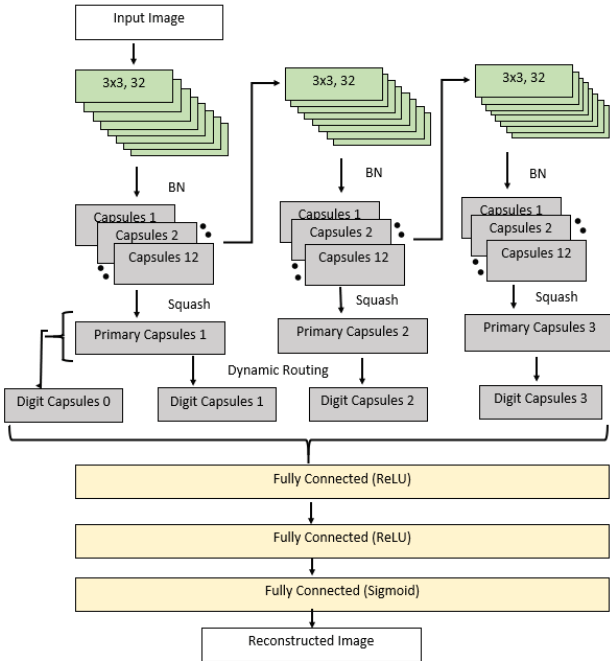 Input Image
3x3, 32
3x3, 32
3x3, 32
BN
BN
BN
Capsules 1
Capsules 2
Capsules 12
Capsules 1
Capsules 2
Capsules 12
Capsules 1
Capsules 2
Capsules 12
Squash
Squash
Squash
Primary Capsules 1
Primary Capsules 2
Primary Capsules 3
Dynamic Routing
Digit Capsules 0
Digit Capsules 1
Digit Capsules 2
Digit Capsules 3
Fully Connected (ReLU)
Fully Connected (ReLU)
Fully Connected (Sigmoid)
Reconstructed Image